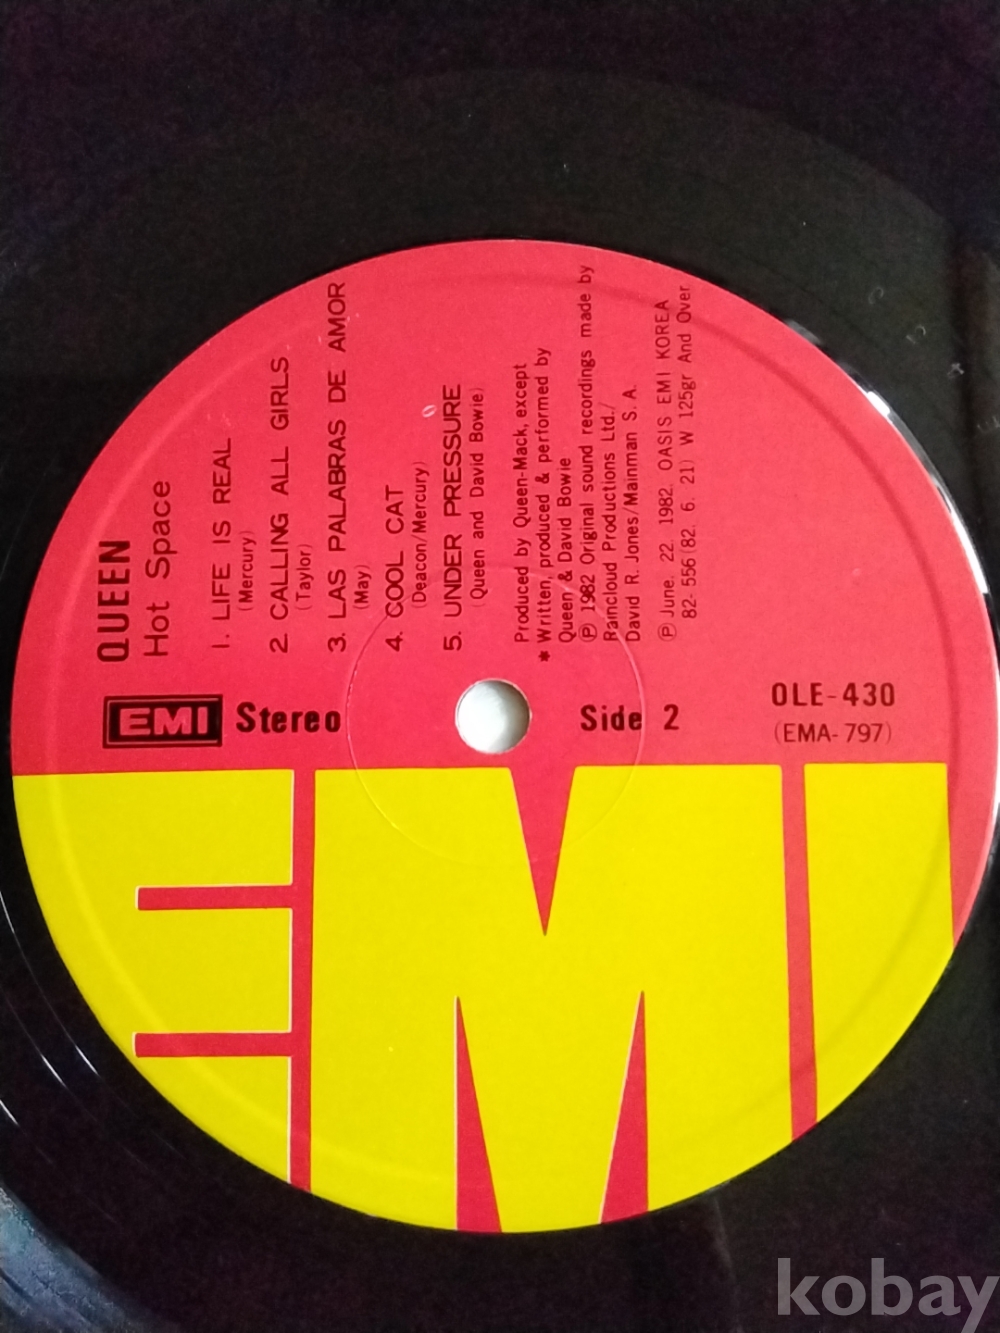 QUEEN
Hot Space
1. LIFE IS REAL
(Mercury)
2. CALLING ALL GIRLS
(Taylor)
3. LAS PALABRAS DE AMOR
(May)
4. COOL CAT
(Deacon/Mercury)
5. UNDER PRESSURE
(Queen and David Bowie)
Produced by Queen-Mack, except
* Written, produced & performed by
Queen & David Bowie
Ⓟ 1982 Original sound recordings made by
Raincloud Productions Ltd./
David R. Jones/Mainman S. A.
Ⓟ June. 22. 1982. OASIS EMI KOREA
82-556(82. 6. 21) W 125gr And Over
EMI Stereo
Side 2
OLE-430
(EMA-797)
EMI
kobay